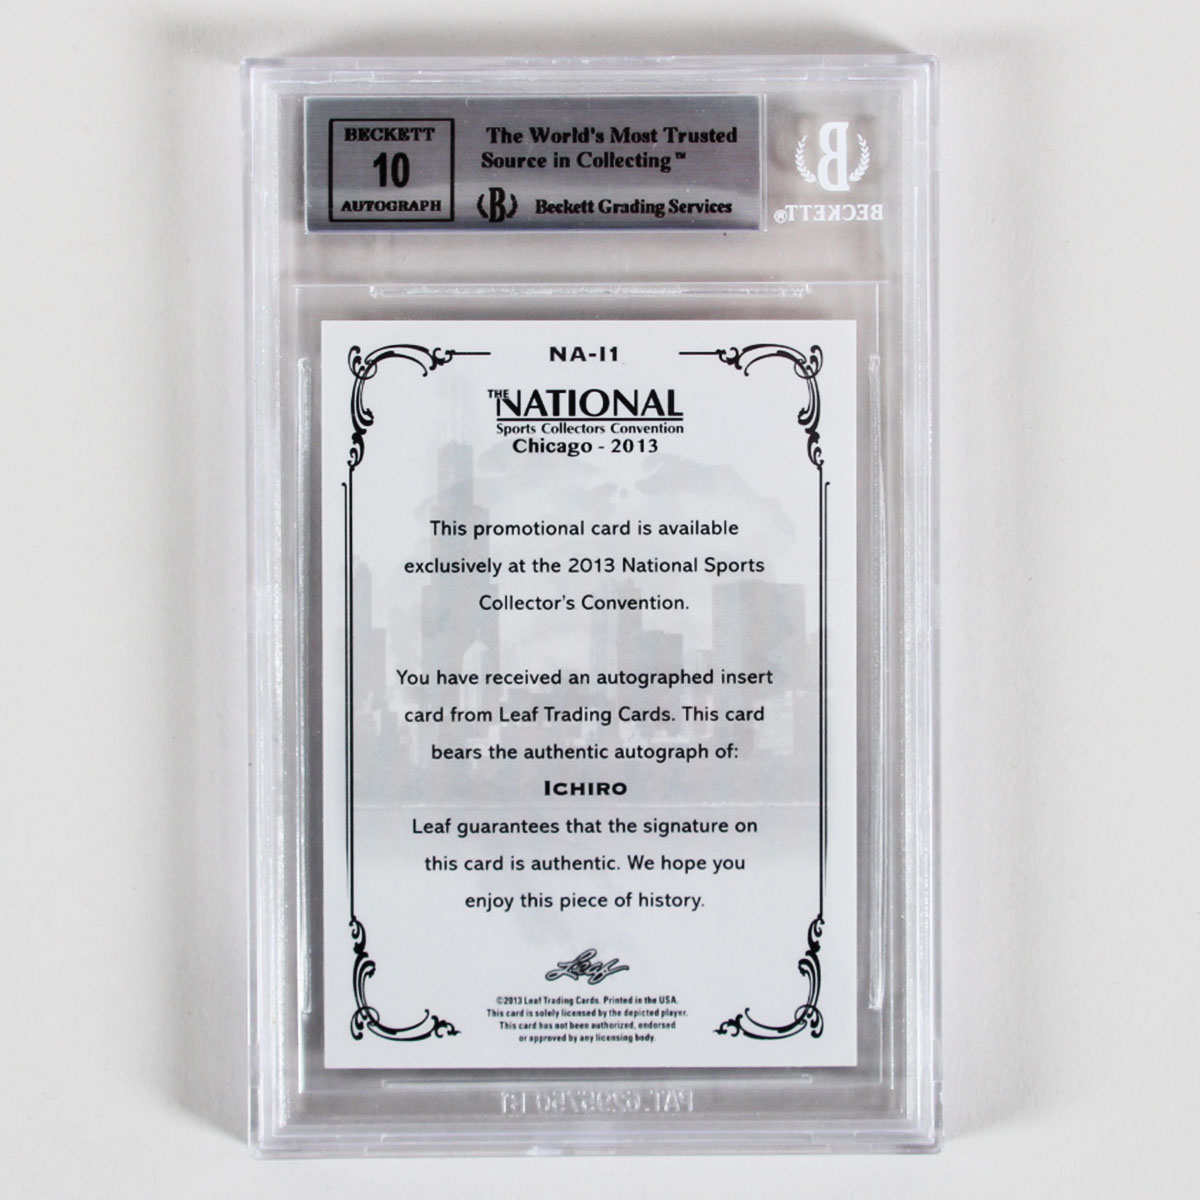 BECKETT
10
AUTOGRAPH
The World's Most Trusted
Source in Collecting™
B Beckett Grading Services
B
BECKETT®
NA-I1
THE NATIONAL
Sports Collectors Convention
Chicago - 2013
This promotional card is available
exclusively at the 2013 National Sports
Collector's Convention.
You have received an autographed insert
card from Leaf Trading Cards. This card
bears the authentic autograph of:
ICHIRO
Leaf guarantees that the signature on
this card is authentic. We hope you
enjoy this piece of history.
Leaf
©2013 Leaf Trading Cards. Printed in the USA.
This card is solely licensed by the depicted player.
This card has not been authorized, endorsed
or approved by any licensing body.